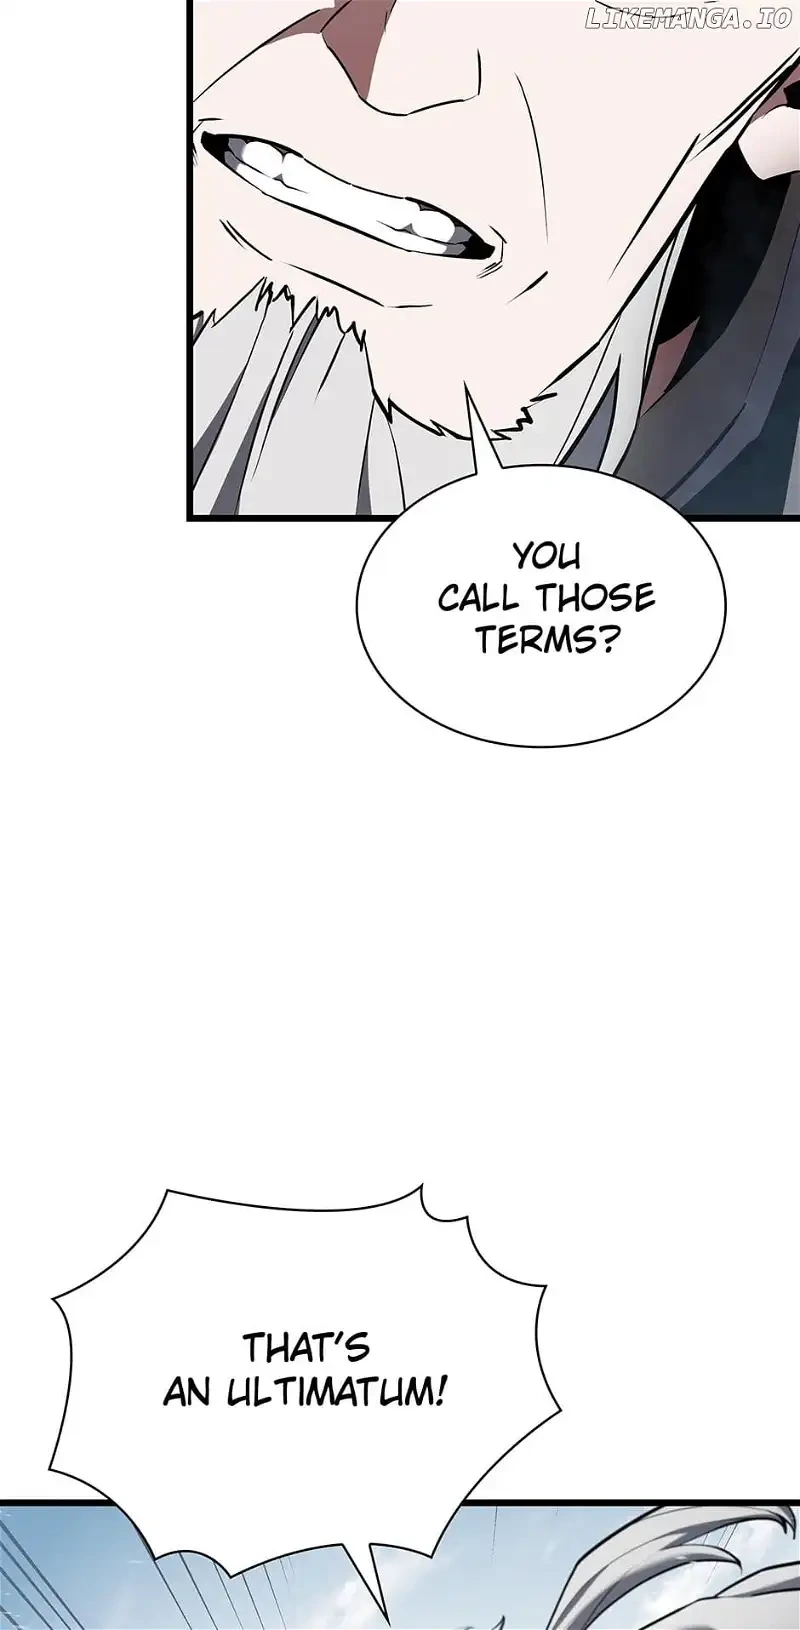 LIKEMANGA.IO
YOU
CALL THOSE
TERMS?
THAT'S
AN ULTIMATUM!